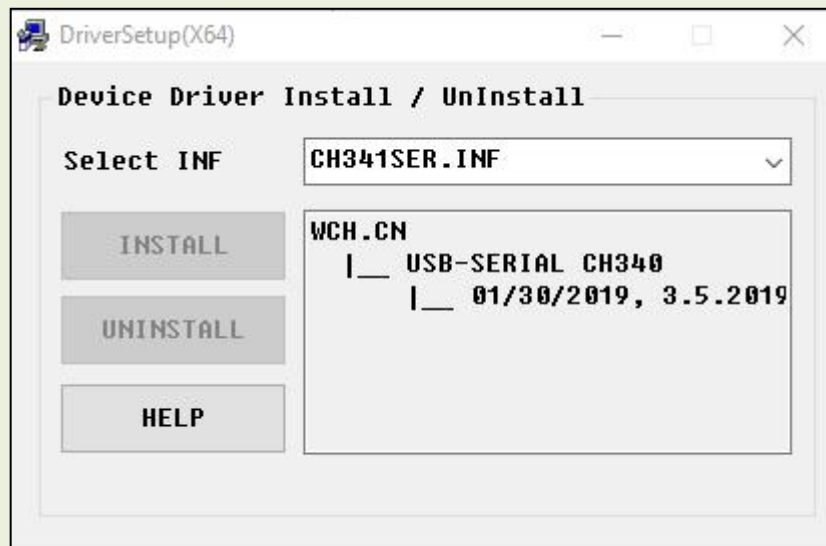 DriverSetup(X64)
Device Driver Install / UnInstall
Select INF
CH341SER.INF
INSTALL
UNINSTALL
HELP
WCH.CN
|__ USB-SERIAL CH340
|__ 01/30/2019, 3.5.2019